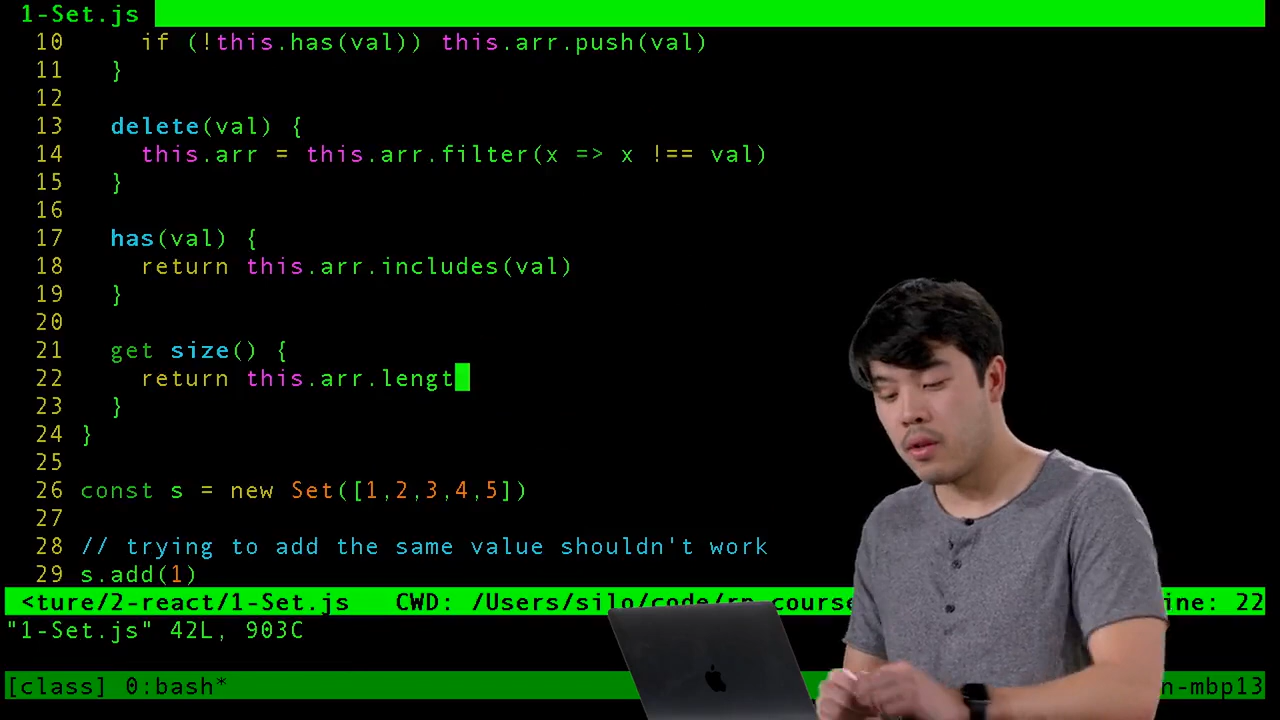 1-Set.js
10 if (!this.has(val)) this.arr.push(val)
11 }
12
13 delete(val) {
14 this.arr = this.arr.filter(x => x !== val)
15 }
16
17 has(val) {
18 return this.arr.includes(val)
19 }
20
21 get size() {
22 return this.arr.lengt
23 }
24 }
25
26 const s = new Set([1,2,3,4,5])
27
28 // trying to add the same value shouldn't work
29 s.add(1)
<ture/2-react/1-Set.js CWD: /Users/silo/code/rn-course ine: 22
"1-Set.js" 42L, 903C
[class] 0:bash* n-mbp13